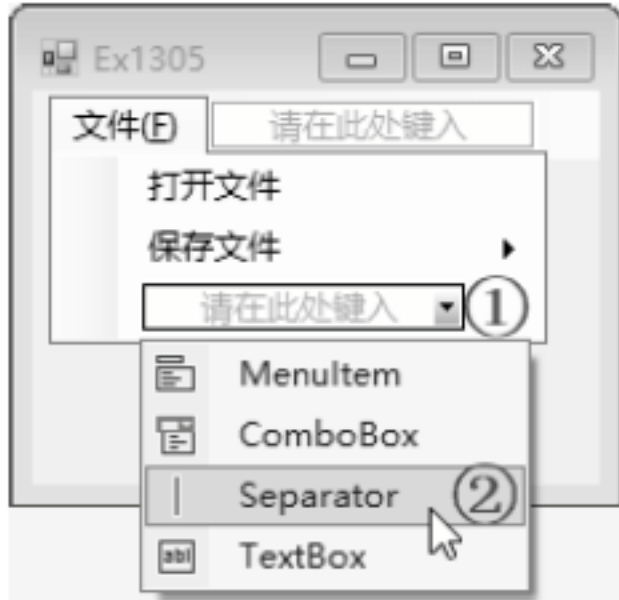 Ex1305
文件(F) 请在此处键入
打开文件
保存文件
请在此处键入 ①
MenuItem
ComboBox
Separator ②
abl TextBox